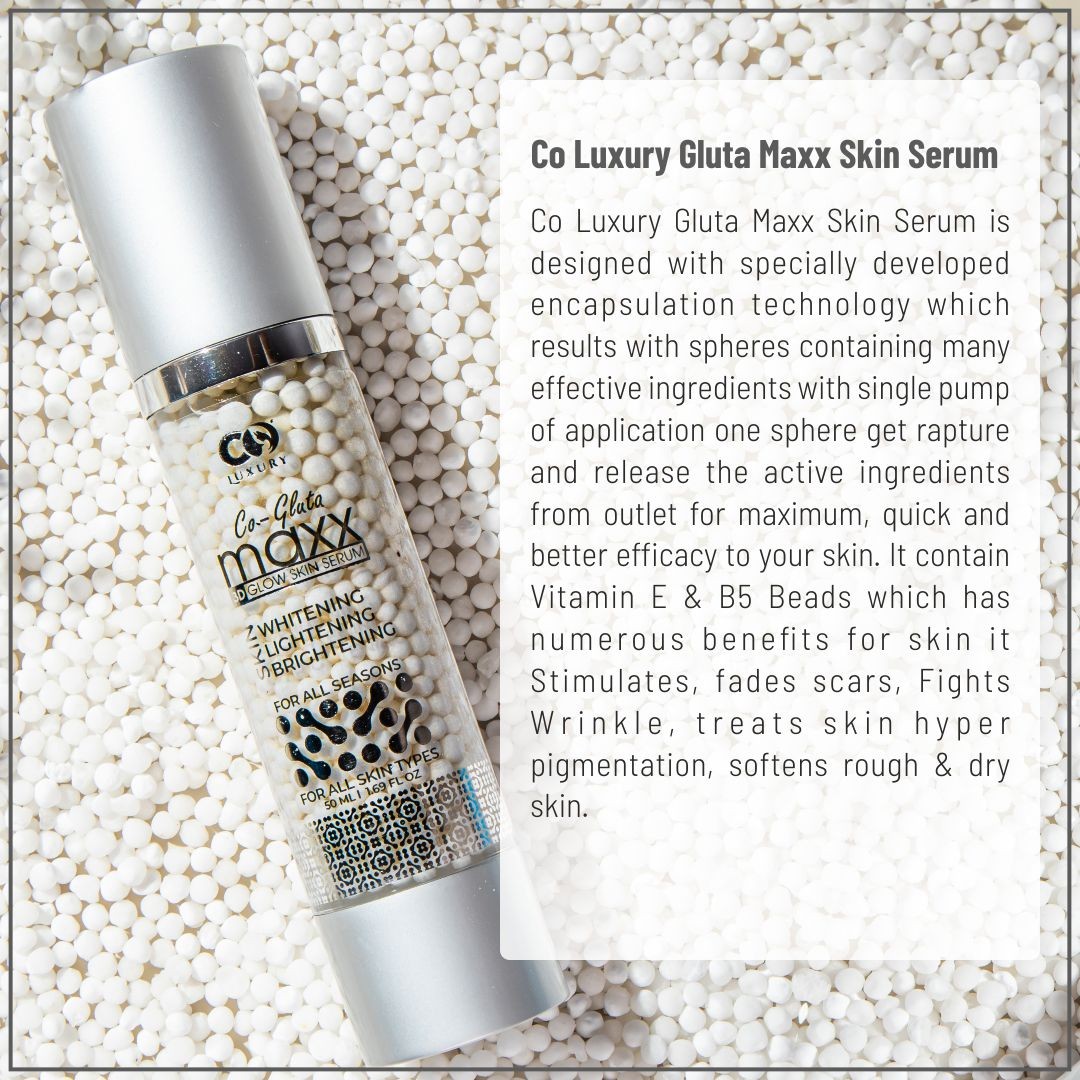 Co Luxury Gluta Maxx Skin Serum
Co Luxury Gluta Maxx Skin Serum is
designed with specially developed
encapsulation technology which
results with spheres containing many
effective ingredients with single pump
of application one sphere get rapture
and release the active ingredients
from outlet for maximum, quick and
better efficacy to your skin. It contain
Vitamin E & B5 Beads which has
numerous benefits for skin it
Stimulates, fades scars, Fights
Wrinkle, treats skin hyper
pigmentation, softens rough & dry
skin.
CO
LUXURY
Co-Gluta
maxx
3D GLOW SKIN SERUM
SKIN
WHITENING
LIGHTENING
BRIGHTENING
FOR ALL SEASONS
FOR ALL SKIN TYPES
50 ML | 1.69 FL OZ